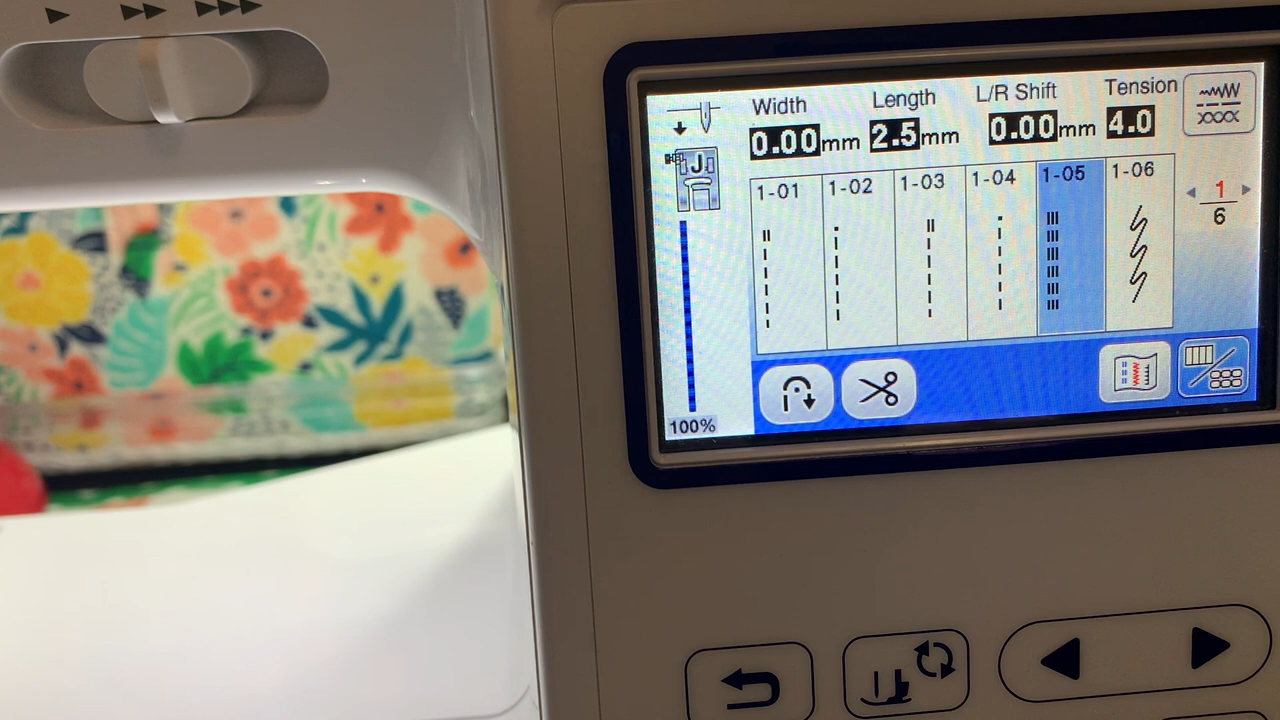 Width Length L/R Shift Tension
0.00mm 2.5mm 0.00mm 4.0
J
1-01 1-02 1-03 1-04 1-05 1-06
1
6
100%